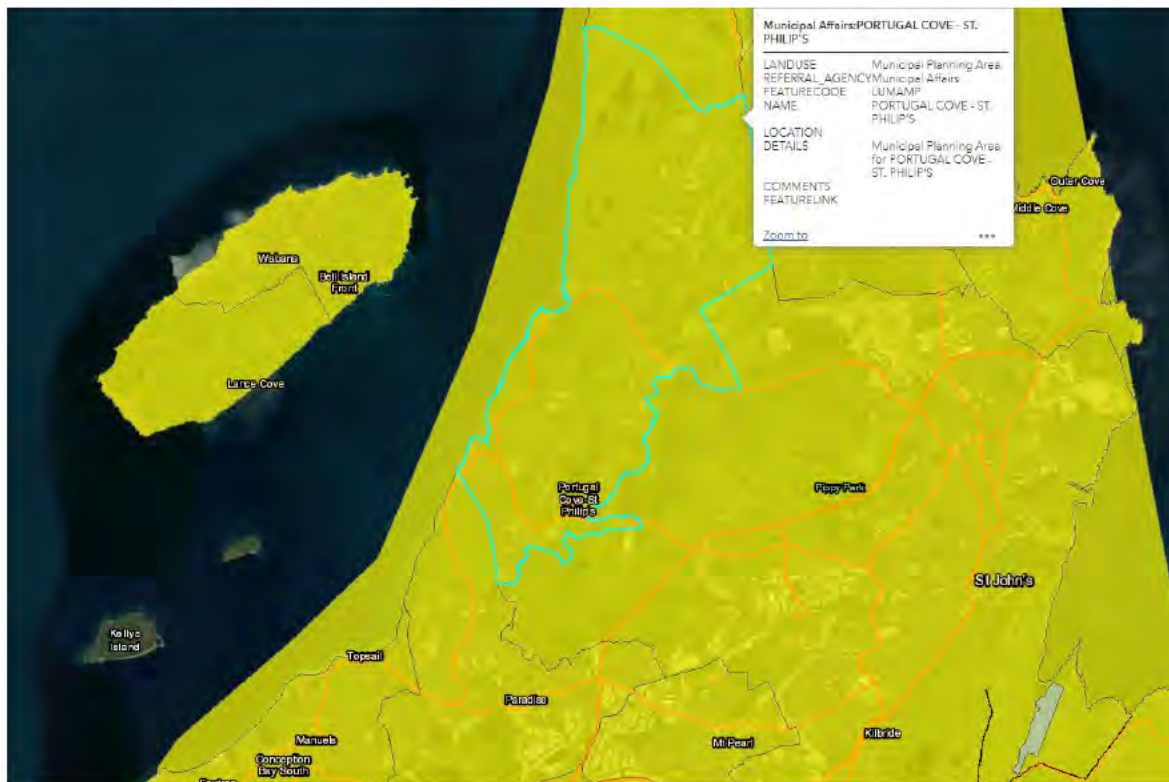 Municipal Affairs:PORTUGAL COVE - ST.
PHILIP'S
LANDUSE Municipal Planning Area
REFERRAL_AGENCY Municipal Affairs
FEATURECODE LUMAMP
NAME PORTUGAL COVE - ST.
PHILIP'S
LOCATION
DETAILS Municipal Planning Area
for PORTUGAL COVE -
ST. PHILIP'S
COMMENTS
FEATURELINK
Zoom to
Outer Cove
Middle Cove
Wabana
Bell Island
Front
Lance Cove
Portugal
Cove-St
Philip's
Pippy Park
St John's
Kellys
Island
Topsail
Paradise
Manuels
Mt Pearl
Kilbride
Conception
Bay South